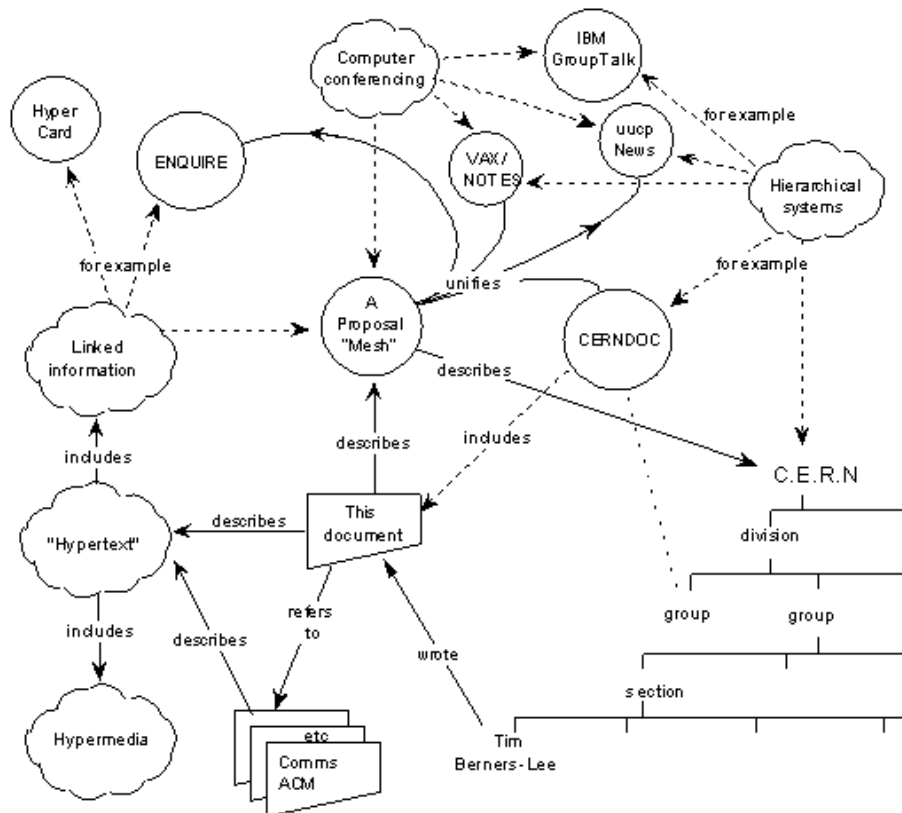 IBM
GroupTalk
Computer
conferencing
Hyper
Card
for example
uucp
News
ENQUIRE
VAX/
NOTES
Hierarchical
systems
for example
for example
unifies
A
Proposal
"Mesh"
Linked
information
CERNDOC
describes
includes
describes
includes
C.E.R.N
describes
This
document
"Hypertext"
division
refers
to
group
group
includes
describes
wrote
section
Hypermedia
etc
Comms
ACM
Tim
Berners-Lee